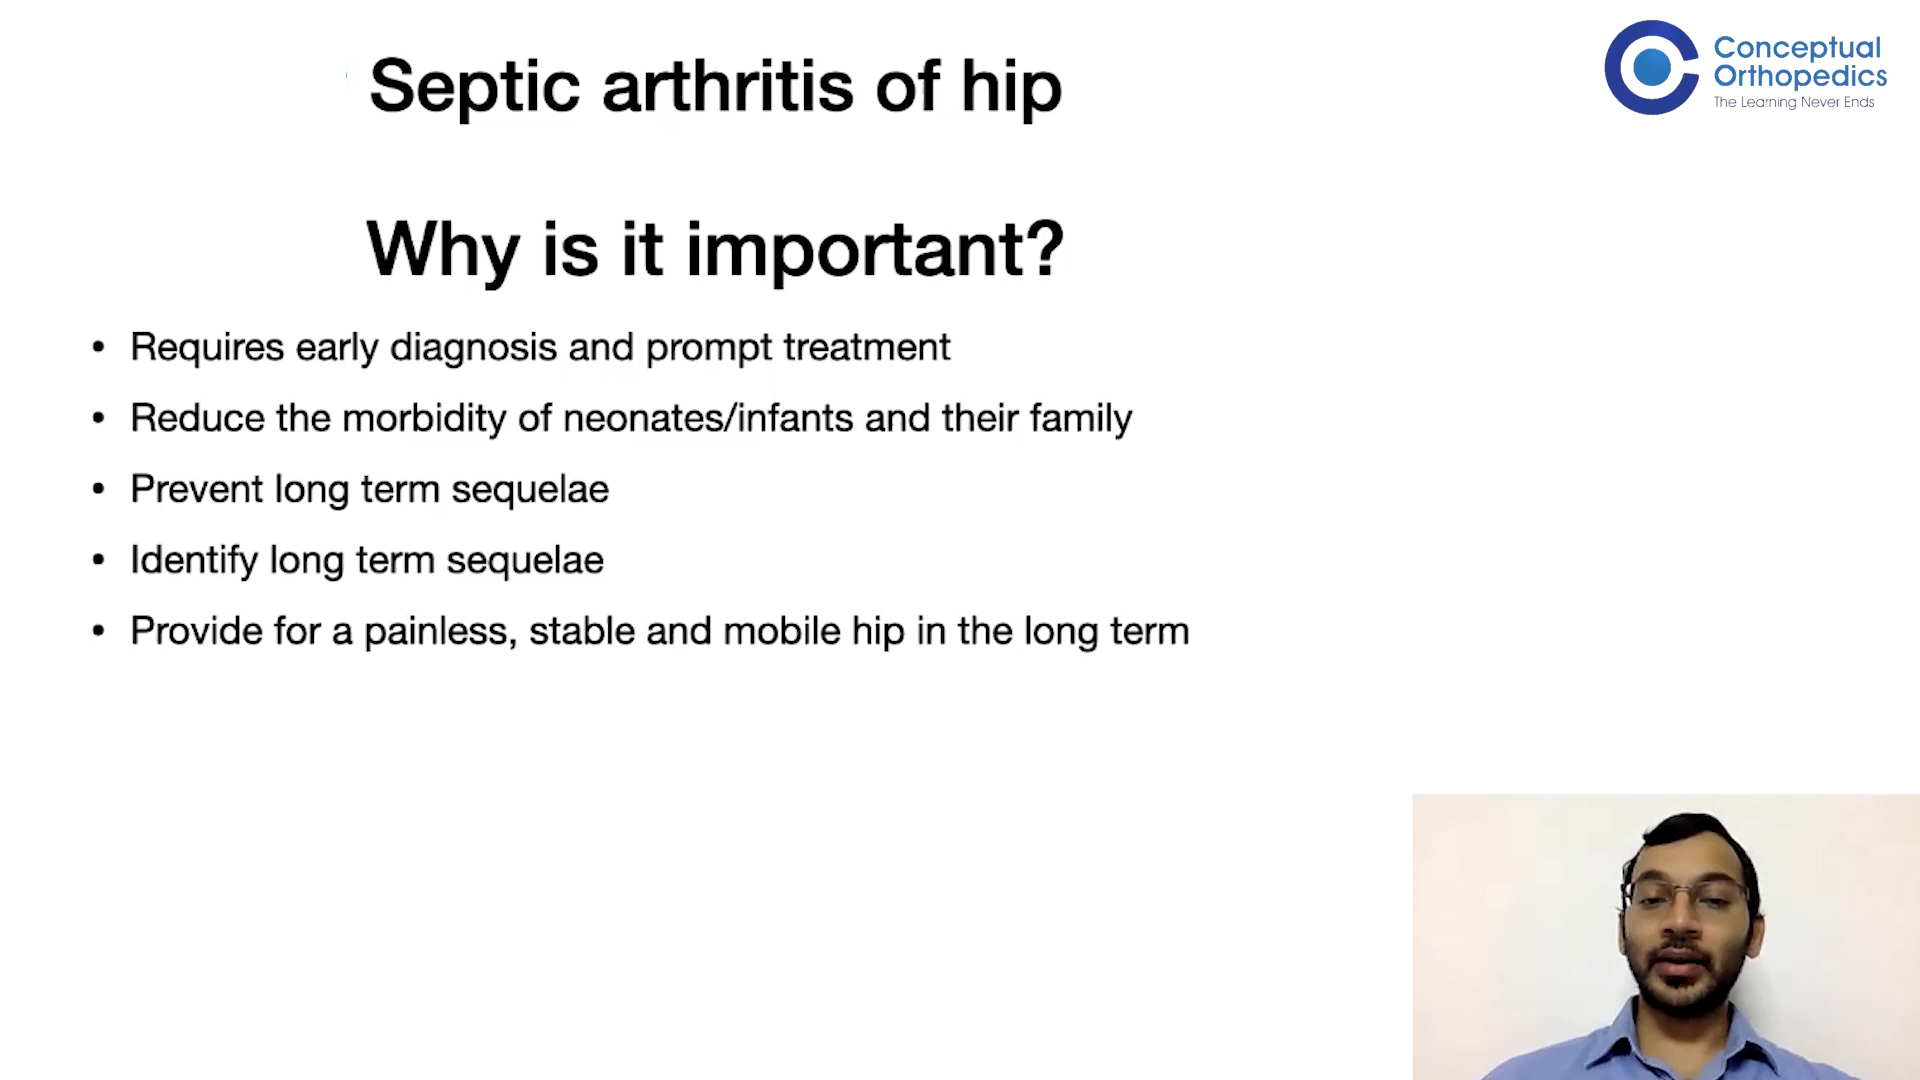 Septic arthritis of hip
Conceptual
Orthopedics
The Learning Never Ends
Why is it important?
• Requires early diagnosis and prompt treatment
• Reduce the morbidity of neonates/infants and their family
• Prevent long term sequelae
• Identify long term sequelae
• Provide for a painless, stable and mobile hip in the long term